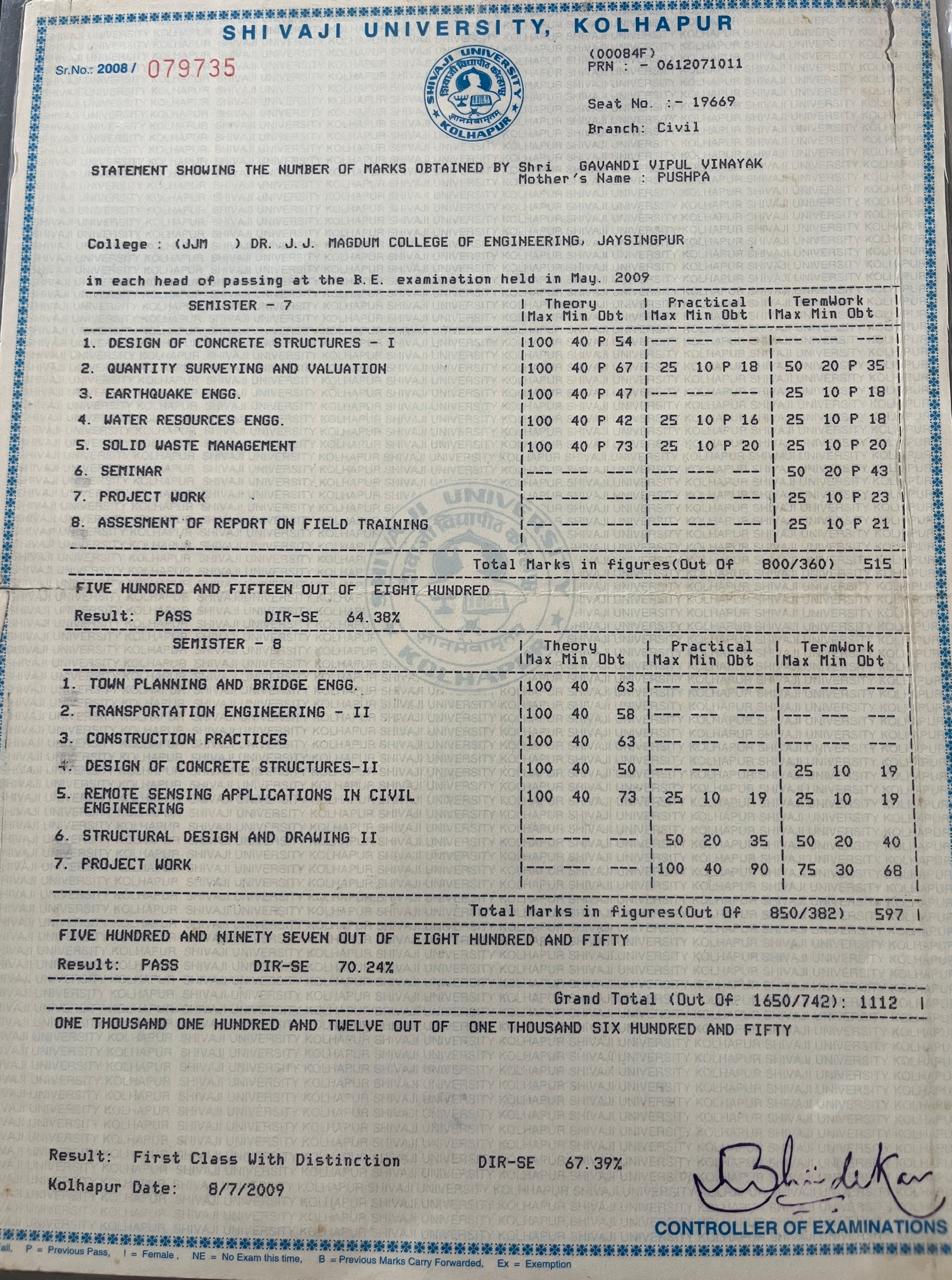 SHIVAJI UNIVERSITY, KOLHAPUR
Sr.No.: 2008 / 079735
(00084F)
PRN : - 0612071011
SHIVAJI UNIVERSITY
शिवाजी विद्यापीठ कोल्हापूर
ज्ञानमेवामृतम्
KOLHAPUR
Seat No. :- 19669
Branch: Civil
STATEMENT SHOWING THE NUMBER OF MARKS OBTAINED BY Shri GAVANDI VIPUL VINAYAK
Mother's Name : PUSHPA
College : (JJM ) DR. J.J. MAGDUM COLLEGE OF ENGINEERING, JAYSINGPUR
in each head of passing at the B.E. examination held in May. 2009
SEMISTER - 7 | Theory | Practical | TermWork
|Max Min Obt |Max Min Obt |Max Min Obt
1. DESIGN OF CONCRETE STRUCTURES - I |100 40 P 54 |--- --- --- |--- --- ---
2. QUANTITY SURVEYING AND VALUATION |100 40 P 67 | 25 10 P 18 | 50 20 P 35
3. EARTHQUAKE ENGG. |100 40 P 47 |--- --- --- | 25 10 P 18
4. WATER RESOURCES ENGG. |100 40 P 42 | 25 10 P 16 | 25 10 P 18
5. SOLID WASTE MANAGEMENT |100 40 P 73 | 25 10 P 20 | 25 10 P 20
6. SEMINAR |--- --- --- |--- --- --- | 50 20 P 43
7. PROJECT WORK |--- --- --- |--- --- --- | 25 10 P 23
8. ASSESMENT OF REPORT ON FIELD TRAINING |--- --- --- |--- --- --- | 25 10 P 21
Total Marks in figures(Out Of 800/360) 515 |
FIVE HUNDRED AND FIFTEEN OUT OF EIGHT HUNDRED
Result: PASS DIR-SE 64.38%
SEMISTER - 8 | Theory | Practical | TermWork
|Max Min Obt |Max Min Obt |Max Min Obt
1. TOWN PLANNING AND BRIDGE ENGG. |100 40 63 |--- --- --- |--- --- ---
2. TRANSPORTATION ENGINEERING - II |100 40 58 |--- --- --- |--- --- ---
3. CONSTRUCTION PRACTICES |100 40 63 |--- --- --- |--- --- ---
4. DESIGN OF CONCRETE STRUCTURES-II |100 40 50 |--- --- --- | 25 10 19
5. REMOTE SENSING APPLICATIONS IN CIVIL |100 40 73 | 25 10 19 | 25 10 19
ENGINEERING
6. STRUCTURAL DESIGN AND DRAWING II |--- --- --- | 50 20 35 | 50 20 40
7. PROJECT WORK |--- --- --- |100 40 90 | 75 30 68
Total Marks in figures(Out Of 850/382) 597 |
FIVE HUNDRED AND NINETY SEVEN OUT OF EIGHT HUNDRED AND FIFTY
Result: PASS DIR-SE 70.24%
Grand Total (Out Of 1650/742): 1112 |
ONE THOUSAND ONE HUNDRED AND TWELVE OUT OF ONE THOUSAND SIX HUNDRED AND FIFTY
Result: First Class With Distinction DIR-SE 67.39%
Kolhapur Date: 8/7/2009
CONTROLLER OF EXAMINATIONS
P = Previous Pass, I = Female, NE = No Exam this time, B = Previous Marks Carry Forwarded, Ex = Exemption